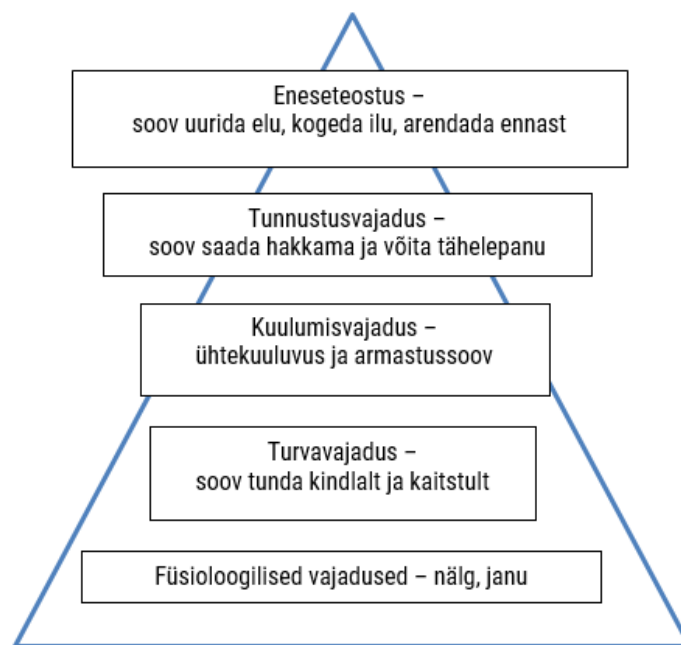 Eneseteostus –
soov uurida elu, kogeda ilu, arendada ennast
Tunnustusvajadus –
soov saada hakkama ja võita tähelepanu
Kuulumisvajadus –
ühtekuuluvus ja armastussoov
Turvavajadus –
soov tunda kindlalt ja kaitstult
Füsioloogilised vajadused – nälg, janu